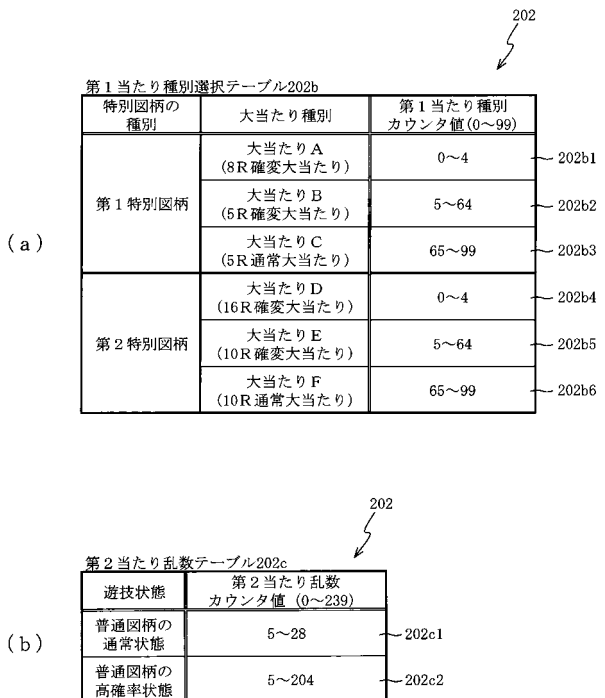 202
第１当たり種別選択テーブル202b
特別図柄の
種別
大当たり種別
第１当たり種別
カウンタ値(0～99)
(a)
第１特別図柄
大当たりＡ
(8R確変大当たり)
0～4
202b1
大当たりＢ
(5R確変大当たり)
5～64
202b2
大当たりＣ
(5R通常大当たり)
65～99
202b3
第２特別図柄
大当たりＤ
(16R確変大当たり)
0～4
202b4
大当たりＥ
(10R確変大当たり)
5～64
202b5
大当たりＦ
(10R通常大当たり)
65～99
202b6
202
第２当たり乱数テーブル202c
遊技状態
第２当たり乱数
カウンタ値 (0～239)
(b)
普通図柄の
通常状態
5～28
202c1
普通図柄の
高確率状態
5～204
202c2